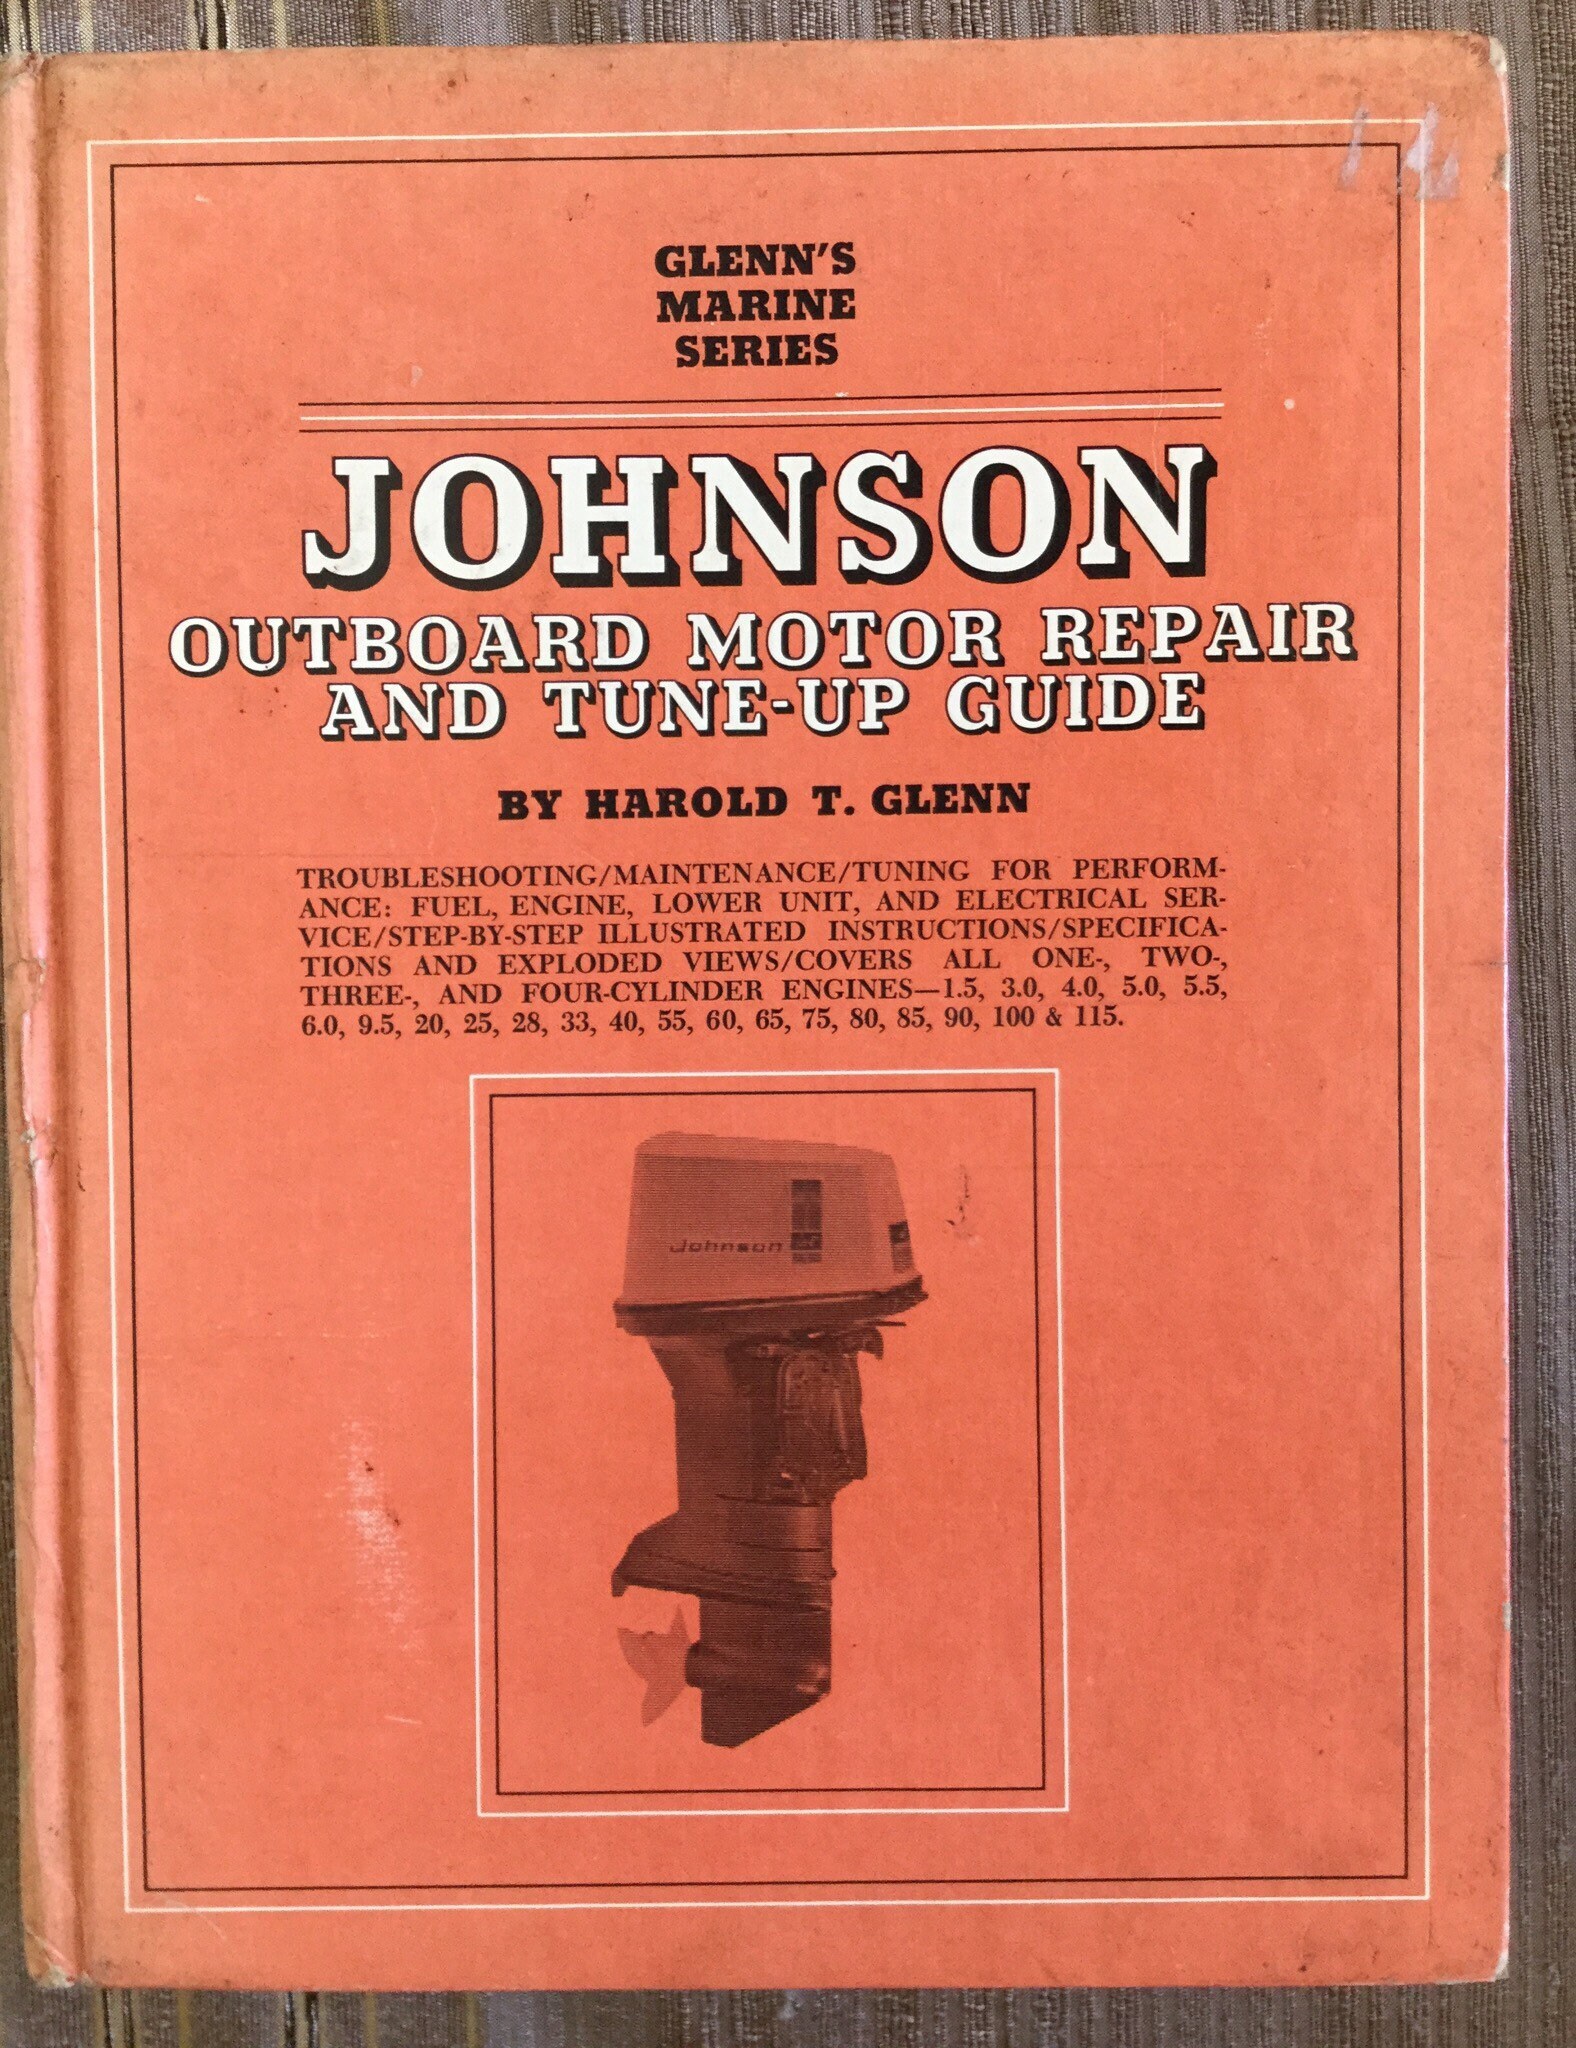 GLENN'S
MARINE
SERIES
JOHNSON
OUTBOARD MOTOR REPAIR
AND TUNE-UP GUIDE
BY HAROLD T. GLENN
TROUBLESHOOTING/MAINTENANCE/TUNING FOR PERFORM-
ANCE: FUEL, ENGINE, LOWER UNIT, AND ELECTRICAL SER-
VICE/STEP-BY-STEP ILLUSTRATED INSTRUCTIONS/SPECIFICA-
TIONS AND EXPLODED VIEWS/COVERS ALL ONE-, TWO-,
THREE-, AND FOUR-CYLINDER ENGINES—1.5, 3.0, 4.0, 5.0, 5.5,
6.0, 9.5, 20, 25, 28, 33, 40, 55, 60, 65, 75, 80, 85, 90, 100 & 115.
Johnson